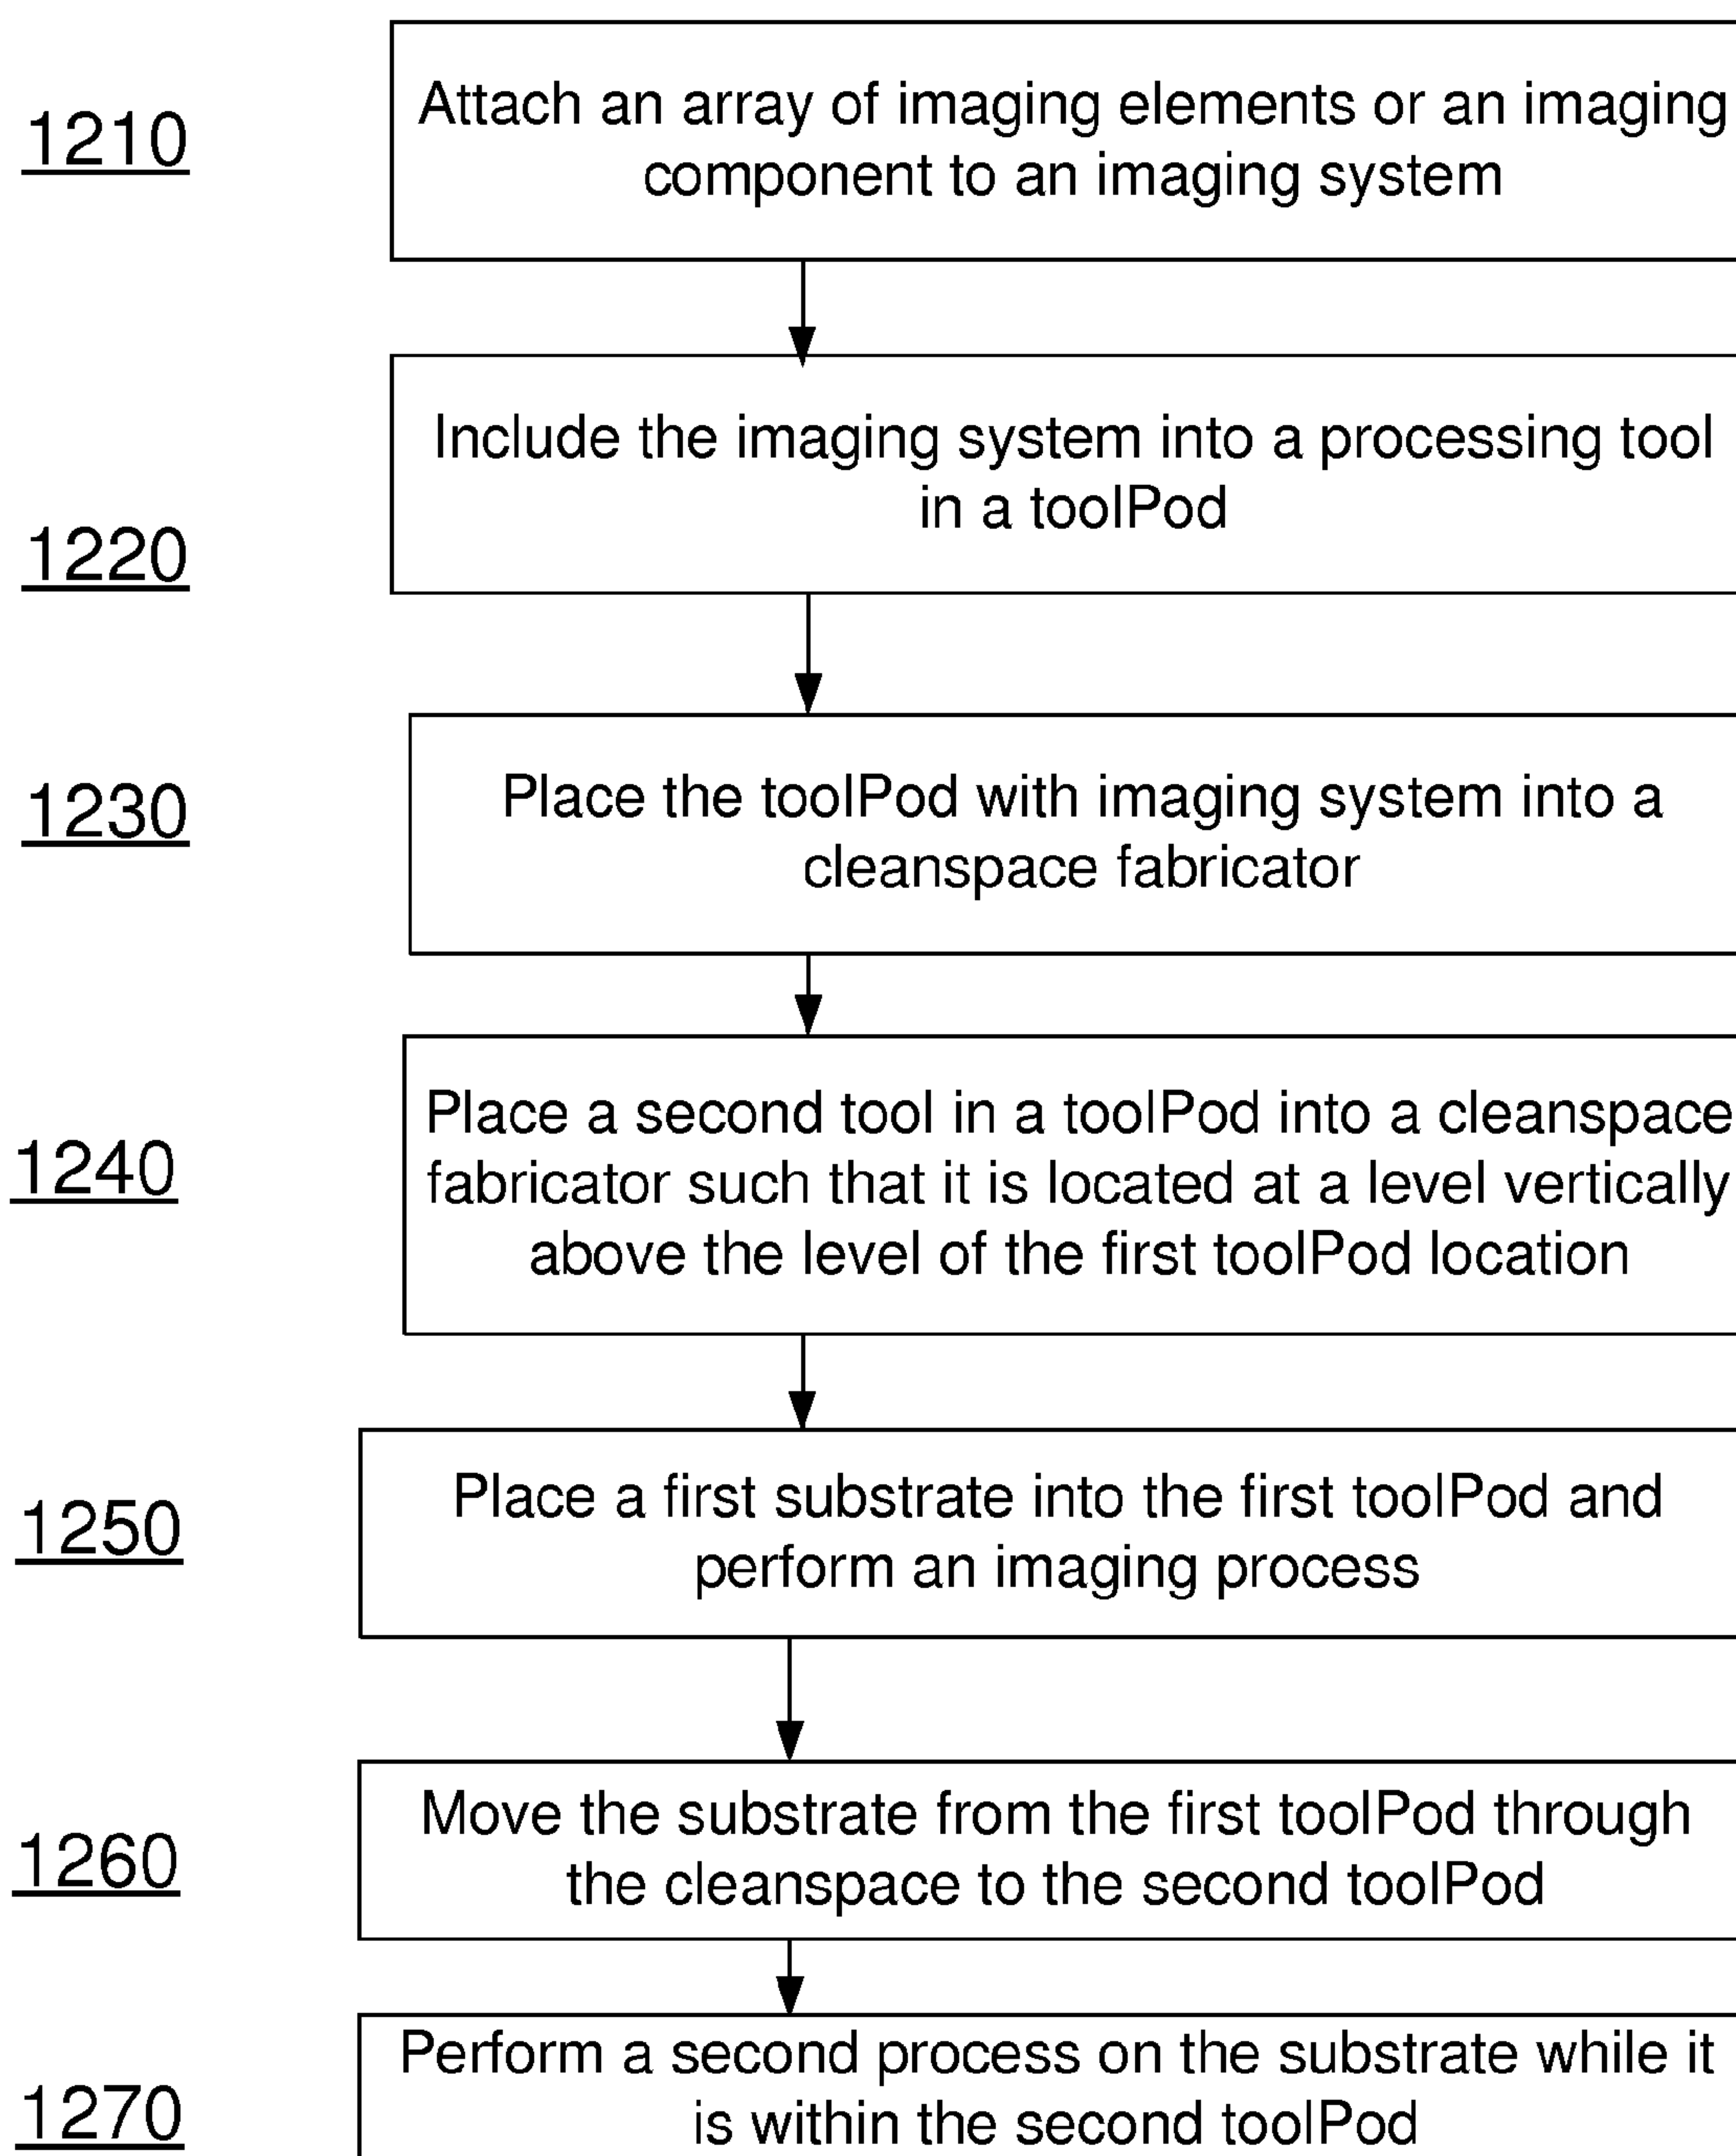 1210
Attach an array of imaging elements or an imaging
component to an imaging system
1220
Include the imaging system into a processing tool
in a toolPod
1230
Place the toolPod with imaging system into a
cleanspace fabricator
1240
Place a second tool in a toolPod into a cleanspace
fabricator such that it is located at a level vertically
above the level of the first toolPod location
1250
Place a first substrate into the first toolPod and
perform an imaging process
1260
Move the substrate from the first toolPod through
the cleanspace to the second toolPod
1270
Perform a second process on the substrate while it
is within the second toolPod